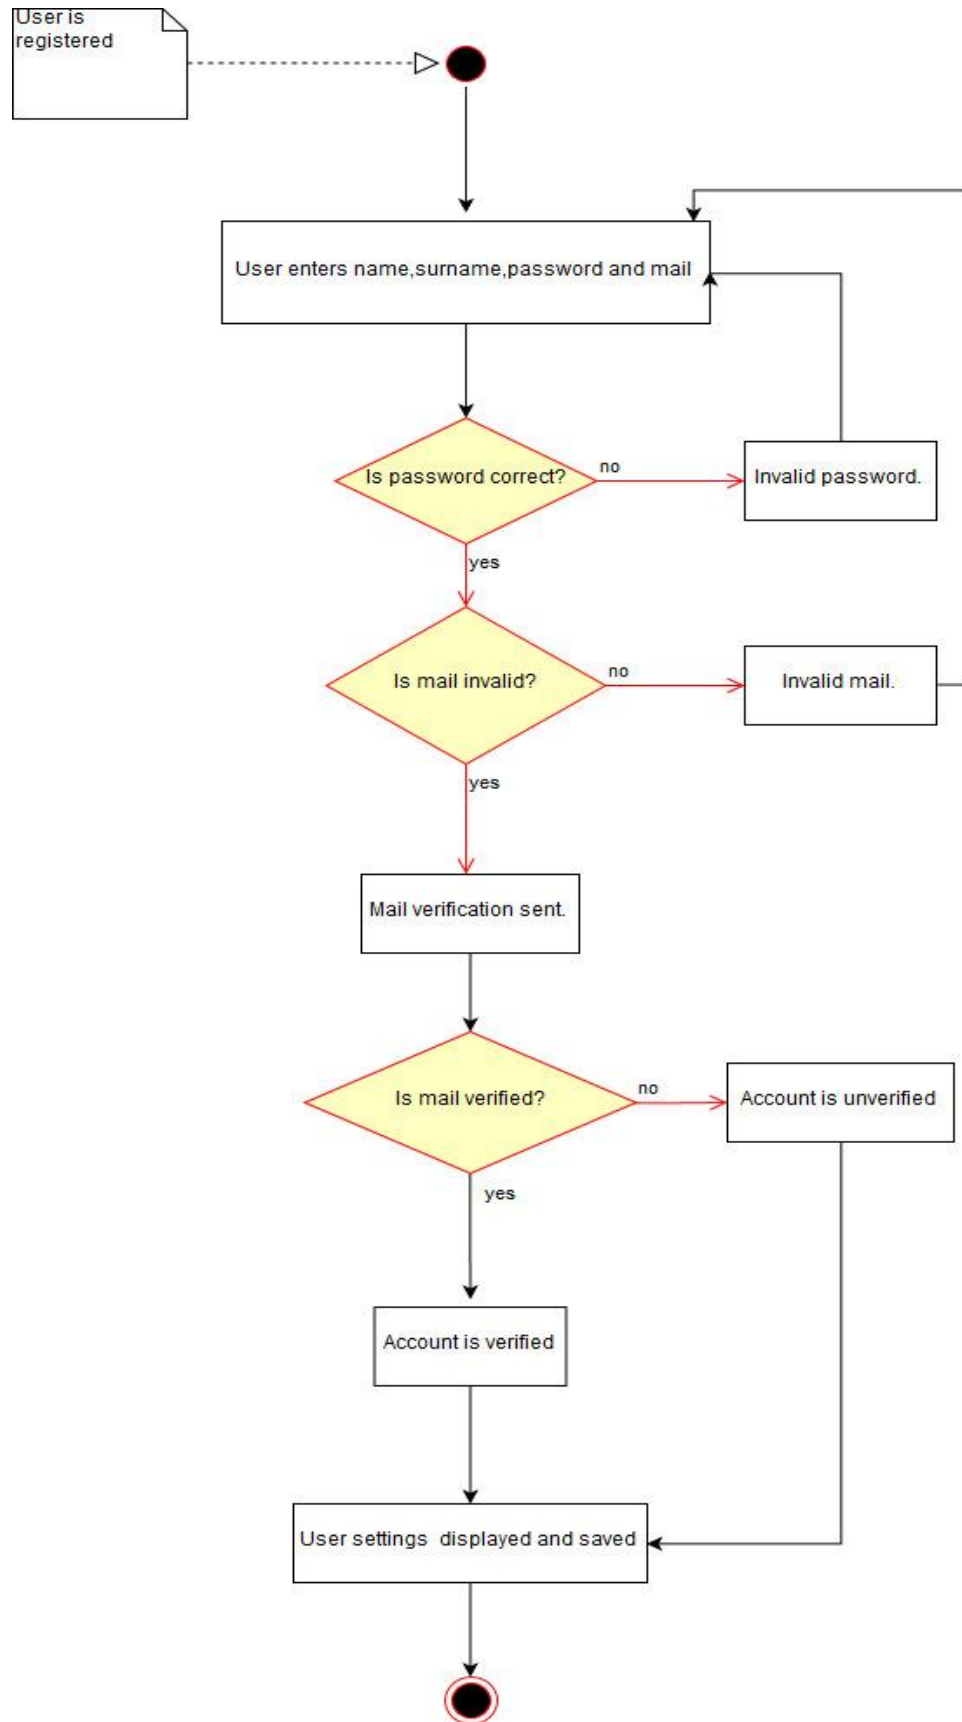 User is
registered
User enters name,surname,password and mail
Is password correct?
no
Invalid password.
yes
Is mail invalid?
no
Invalid mail.
yes
Mail verification sent.
Is mail verified?
no
Account is unverified
yes
Account is verified
User settings  displayed and saved